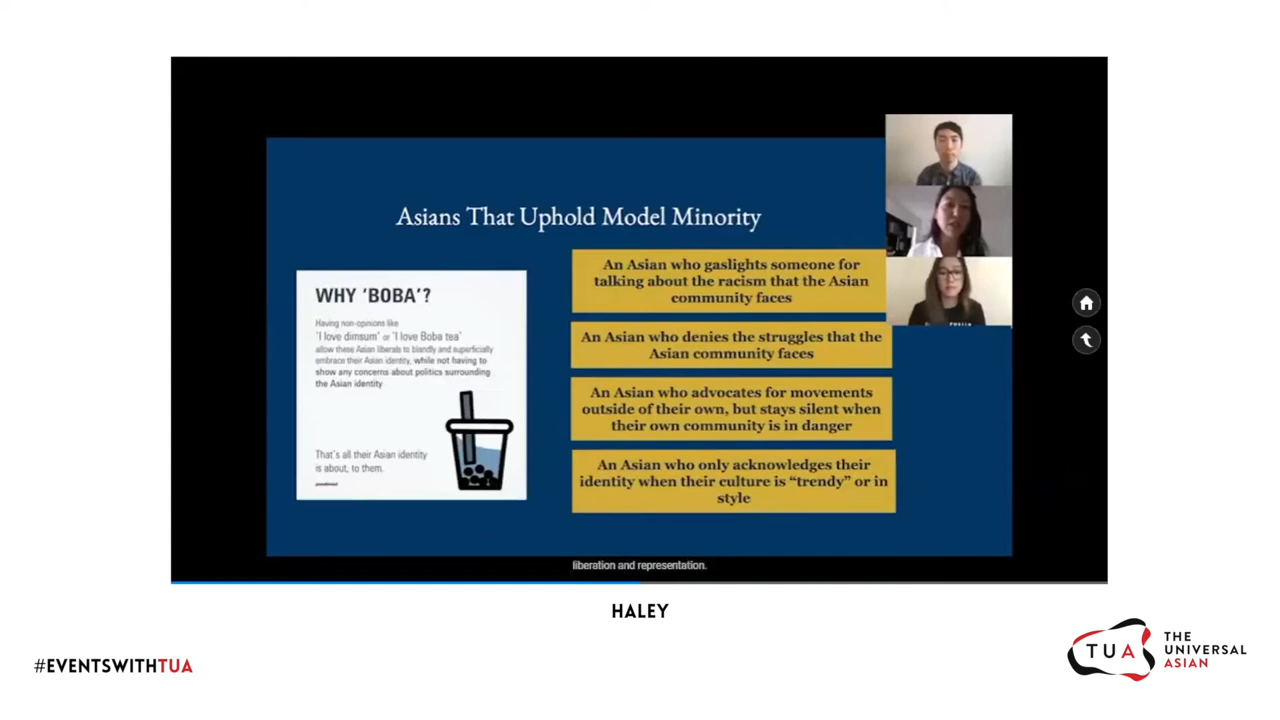 Asians That Uphold Model Minority
WHY 'BOBA'?
Having non-opinions like
'I love dimsum' or 'I love Boba tea'
allow these Asian liberals to blandly and superficially
embrace their Asian identity, while not having to
show any concerns about politics surrounding
the Asian identity
That's all their Asian identity
is about, to them.
An Asian who gaslights someone for
talking about the racism that the Asian
community faces
An Asian who denies the struggles that the
Asian community faces
An Asian who advocates for movements
outside of their own, but stays silent when
their own community is in danger
An Asian who only acknowledges their
identity when their culture is “trendy” or in
style
liberation and representation.
HALEY
#EVENTSWITHTUA
TUA
THE
UNIVERSAL
ASIAN